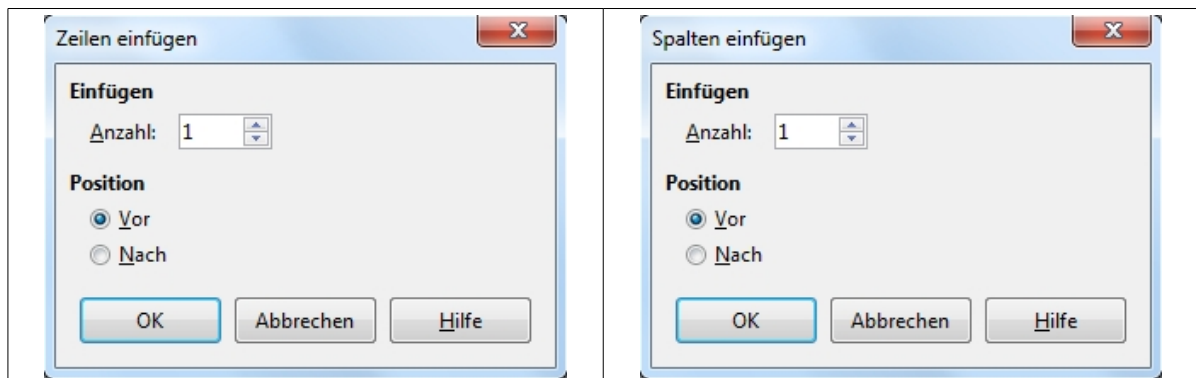 Zeilen einfügen
Einfügen
Anzahl: 1
Position
Vor
Nach
OK Abbrechen Hilfe
Spalten einfügen
Einfügen
Anzahl: 1
Position
Vor
Nach
OK Abbrechen Hilfe